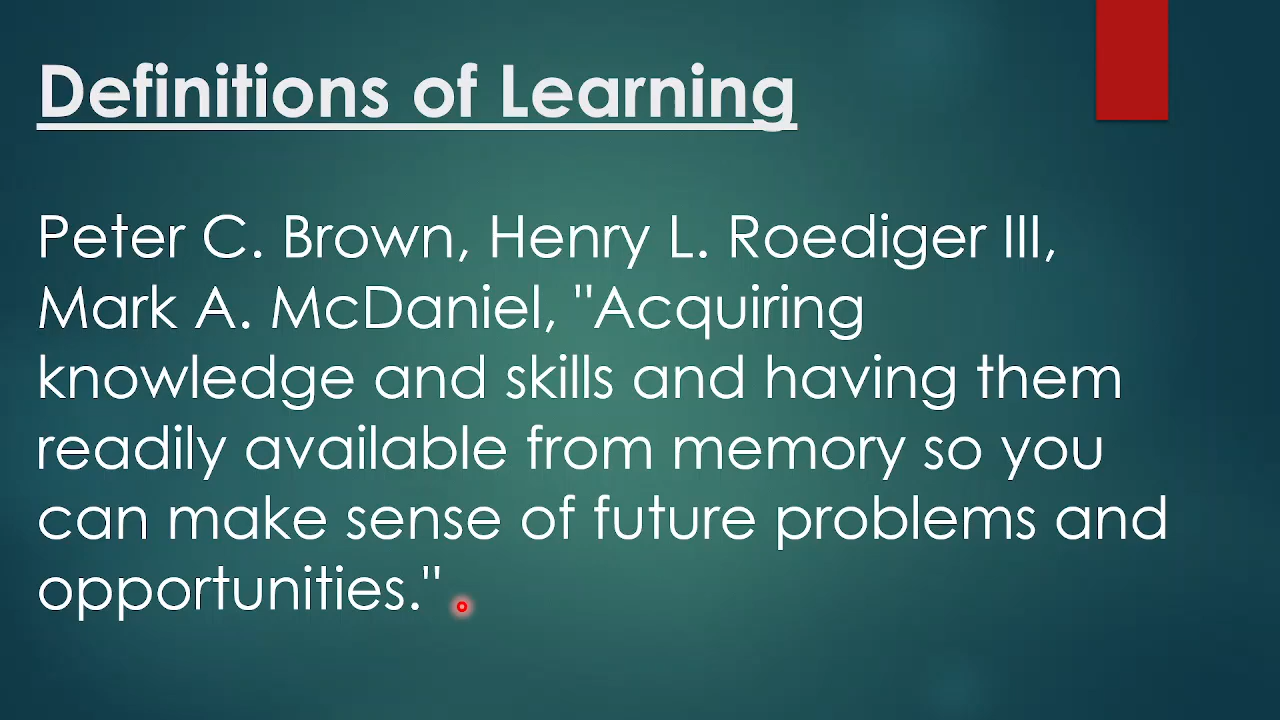 Definitions of Learning
Peter C. Brown, Henry L. Roediger III,
Mark A. McDaniel, "Acquiring
knowledge and skills and having them
readily available from memory so you
can make sense of future problems and
opportunities."